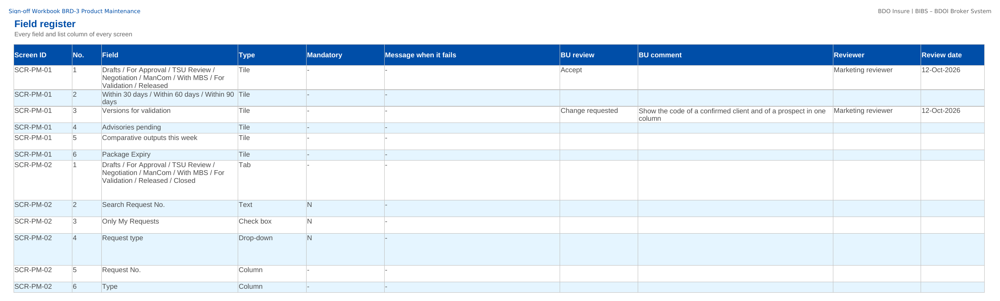 Sign-off Workbook BRD-3 Product Maintenance
BDO Insure | BIBS – BDOI Broker System
Field register
Every field and list column of every screen
Screen ID No. Field Type Mandatory Message when it fails BU review BU comment Reviewer Review date
SCR-PM-01 1 Drafts / For Approval / TSU Review / Tile - - Accept Marketing reviewer 12-Oct-2026
Negotiation / ManCom / With MBS / For
Validation / Released
SCR-PM-01 2 Within 30 days / Within 60 days / Within 90 Tile - -
days
SCR-PM-01 3 Versions for validation Tile - - Change requested Show the code of a confirmed client and of a prospect in one Marketing reviewer 12-Oct-2026
column
SCR-PM-01 4 Advisories pending Tile - -
SCR-PM-01 5 Comparative outputs this week Tile - -
SCR-PM-01 6 Package Expiry Tile - -
SCR-PM-02 1 Drafts / For Approval / TSU Review / Tab - -
Negotiation / ManCom / With MBS / For
Validation / Released / Closed
SCR-PM-02 2 Search Request No. Text N -
SCR-PM-02 3 Only My Requests Check box N -
SCR-PM-02 4 Request type Drop-down N -
SCR-PM-02 5 Request No. Column - -
SCR-PM-02 6 Type Column - -